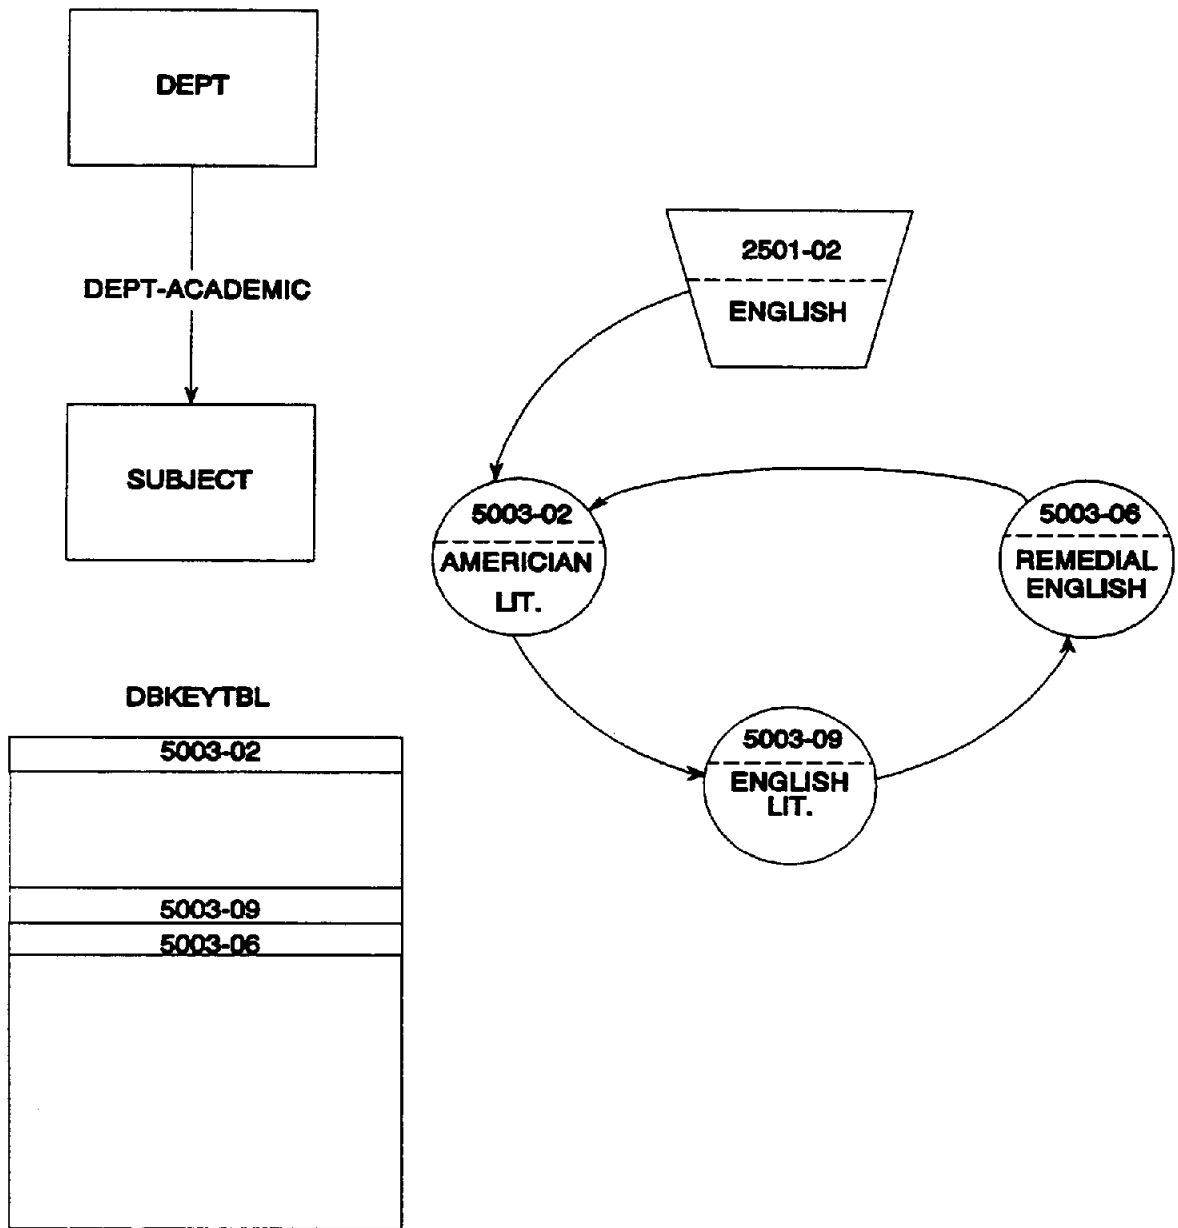 DEPT
DEPT-ACADEMIC
SUBJECT
2501-02
ENGLISH
5003-02
AMERICIAN
LIT.
5003-06
REMEDIAL
ENGLISH
5003-09
ENGLISH
LIT.
DBKEYTBL
5003-02
5003-09
5003-06